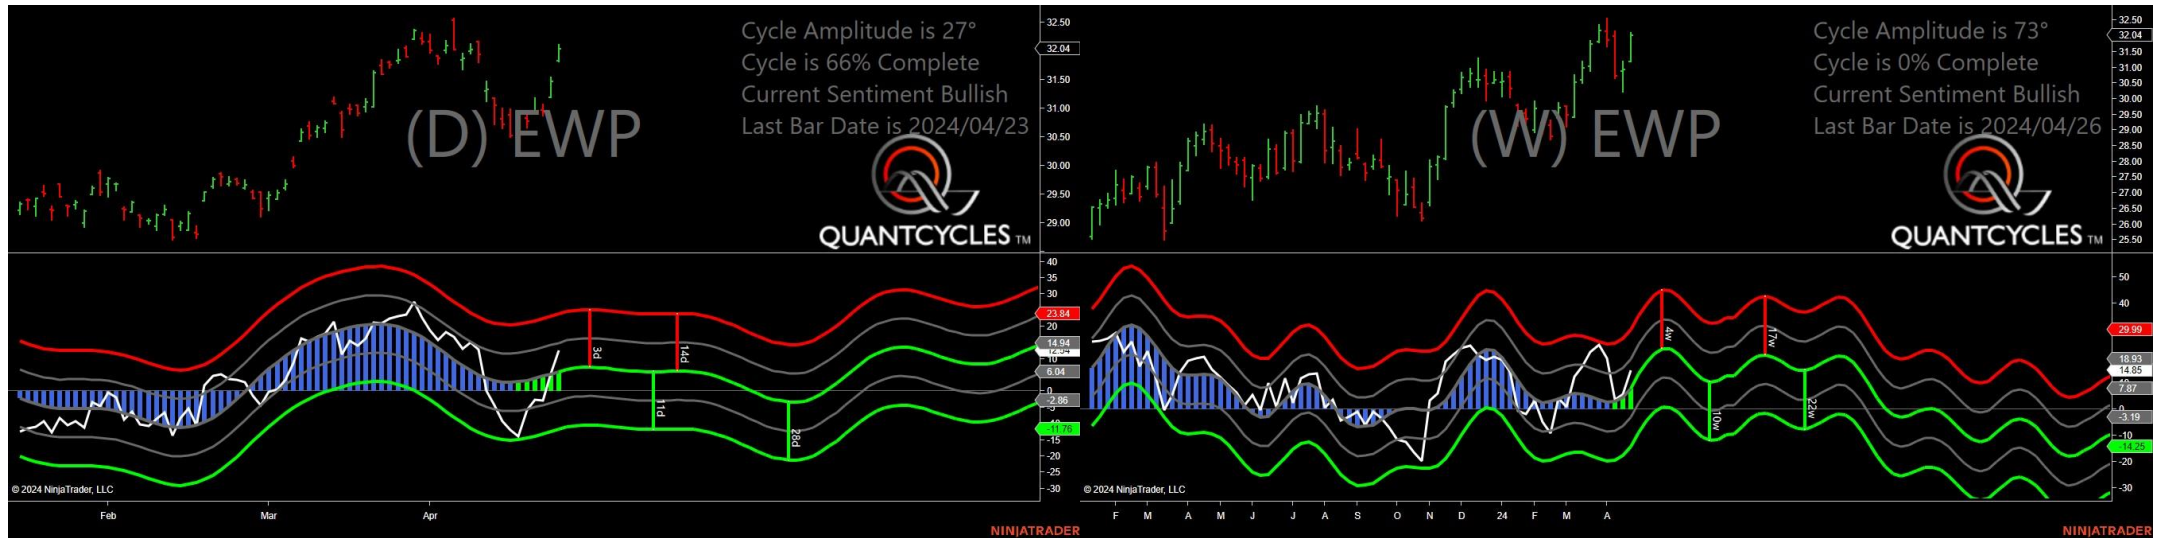 Cycle Amplitude is 27°
Cycle is 66% Complete
Current Sentiment Bullish
Last Bar Date is 2024/04/23
(D) EWP
QUANTCYCLES TM
32.50
32.04
31.50
31.00
30.50
30.00
29.50
29.00
40
35
30
23.84
20
14.94
12.54
10
6.04
0
-2.86
-5
-11.76
-15
-20
-25
-30
3d
14d
11d
28d
© 2024 NinjaTrader, LLC
Feb Mar Apr
NINJATRADER
Cycle Amplitude is 73°
Cycle is 0% Complete
Current Sentiment Bullish
Last Bar Date is 2024/04/26
(W) EWP
QUANTCYCLES TM
32.50
32.04
31.50
31.00
30.50
30.00
29.50
29.00
28.50
28.00
27.50
27.00
26.50
26.00
25.50
50
40
29.99
18.93
14.85
7.87
0
-3.19
-10
-14.25
-20
-30
4w
17w
10w
22w
© 2024 NinjaTrader, LLC
F M A M J J A S O N D 24 F M A
NINJATRADER